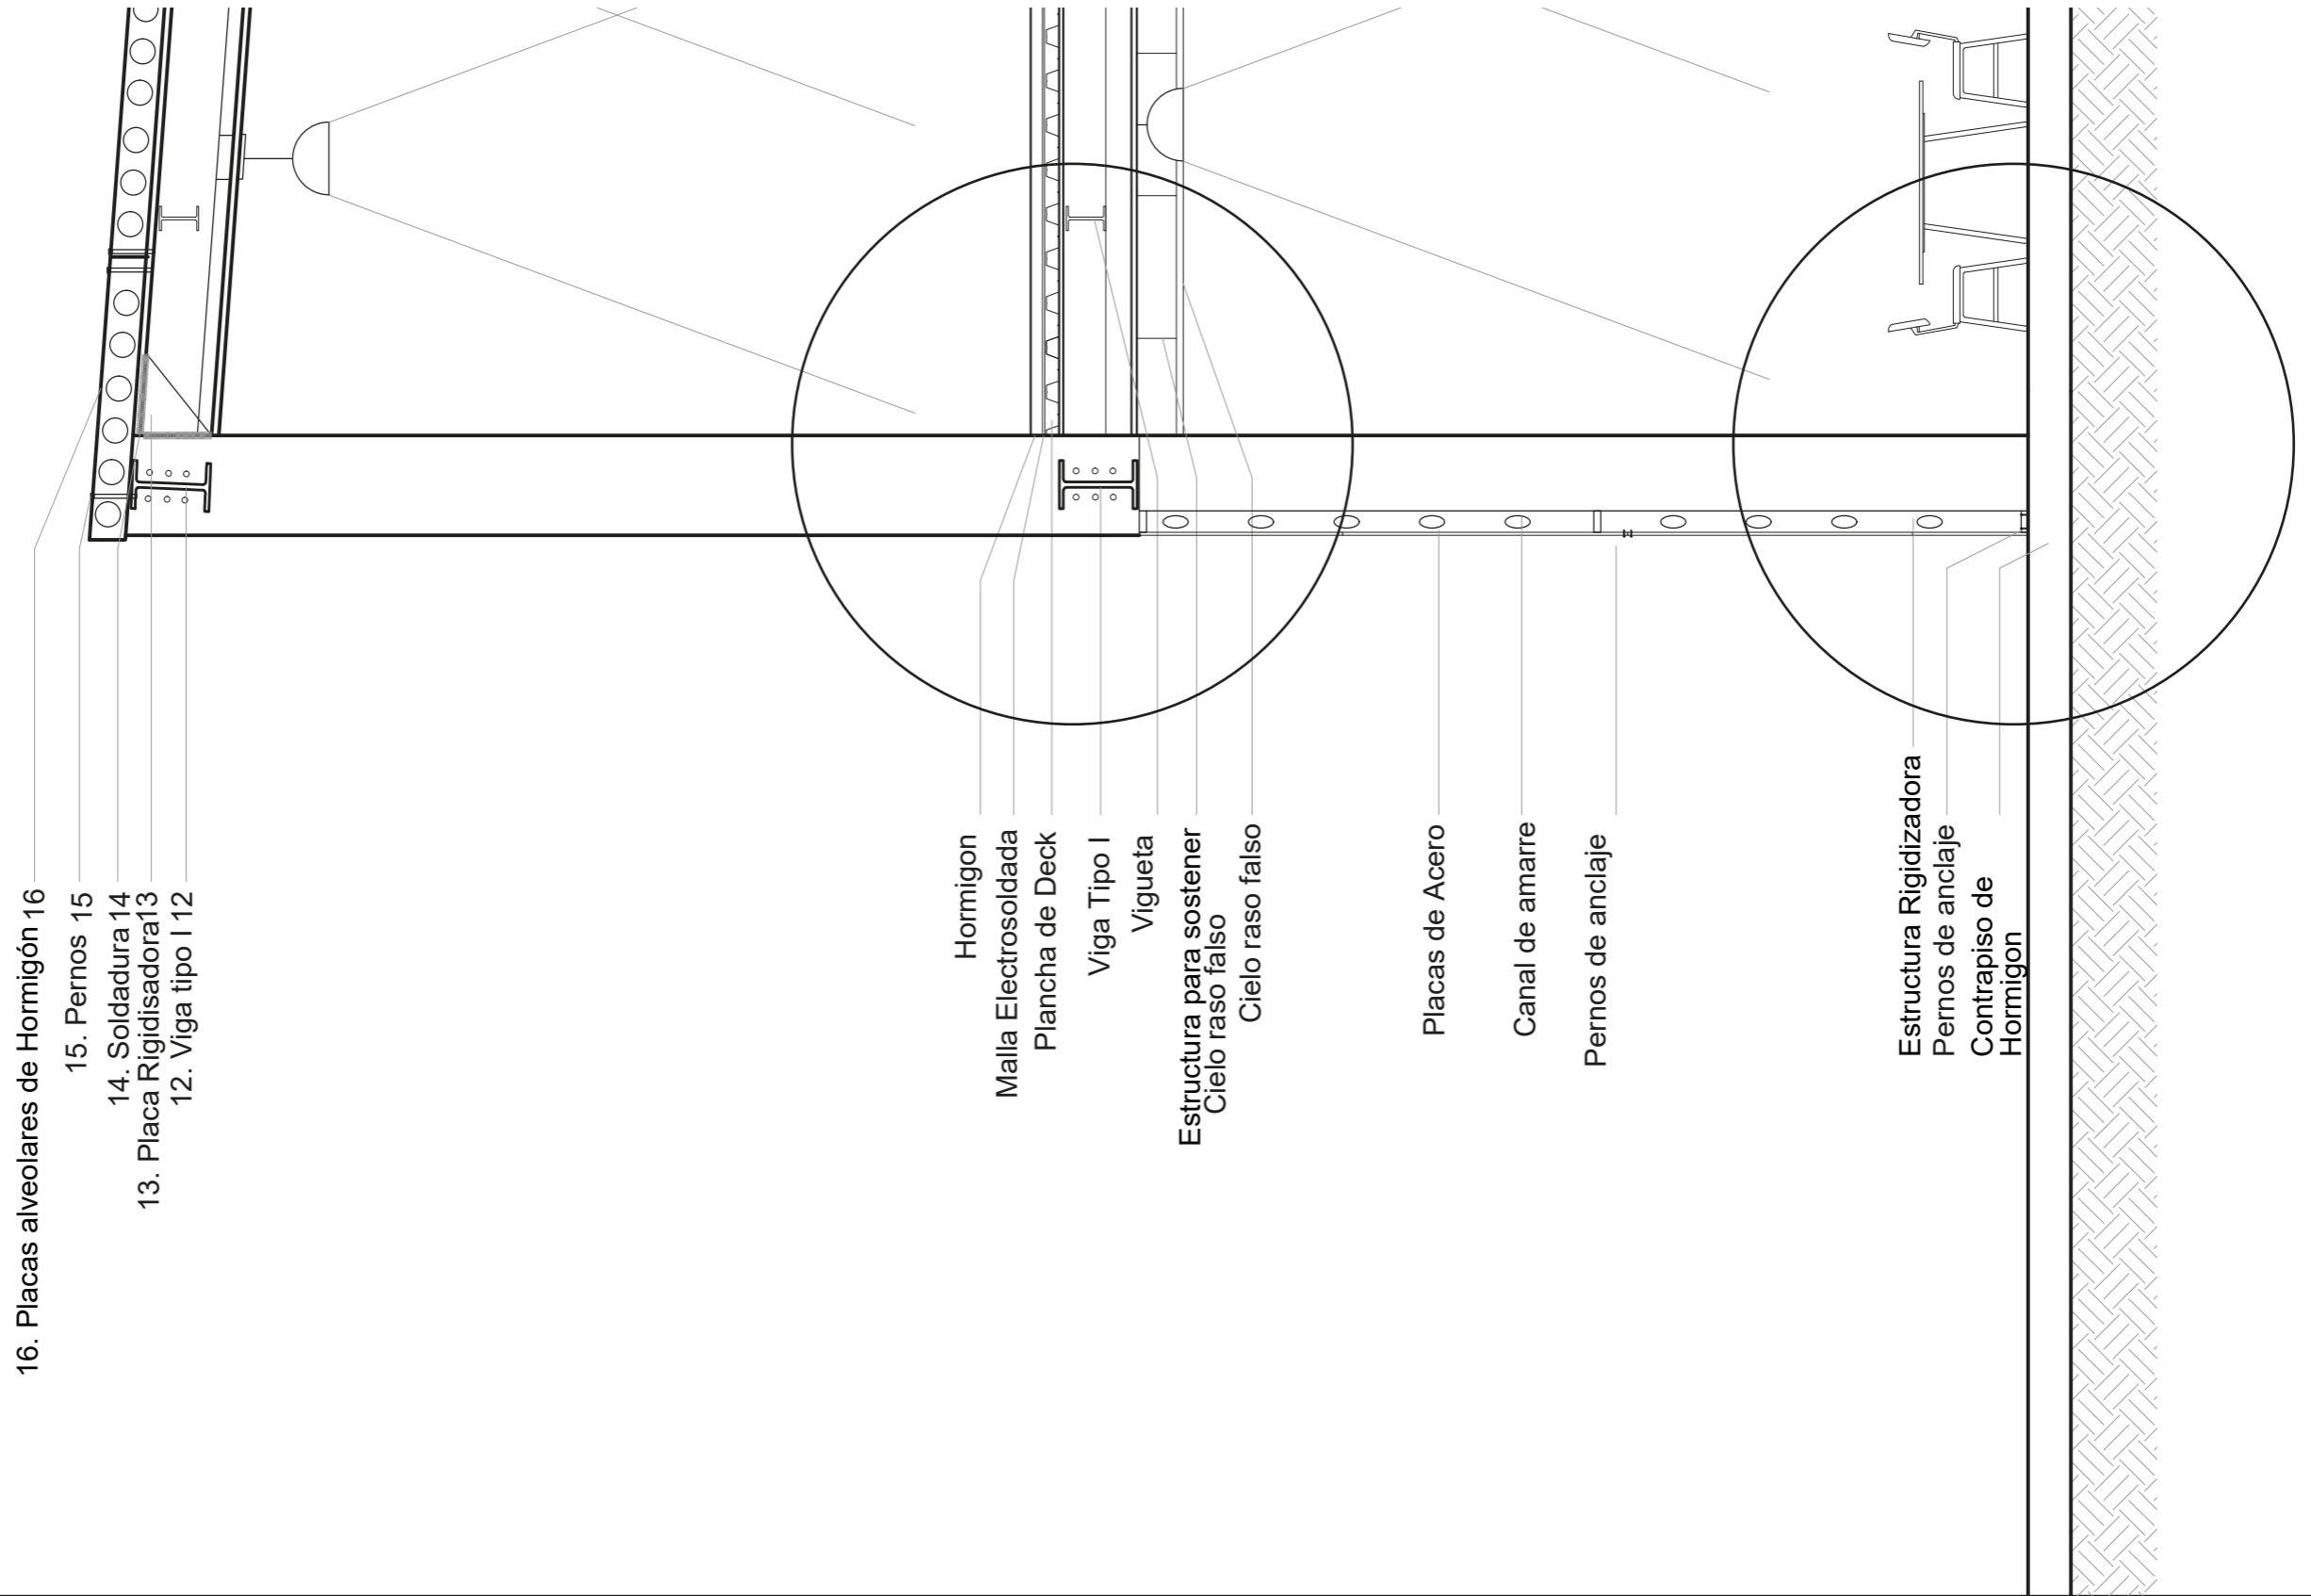 16. Placas alveolares de Hormigón 16
15. Pernos 15
14. Soldadura 14
13. Placa Rigidisadora13
12. Viga tipo I 12
Hormigon
Malla Electrosoldada
Plancha de Deck
Viga Tipo I
Vigueta
Estructura para sostener
Cielo raso falso
Cielo raso falso
Placas de Acero
Canal de amarre
Pernos de anclaje
Estructura Rigidizadora
Pernos de anclaje
Contrapiso de
Hormigon